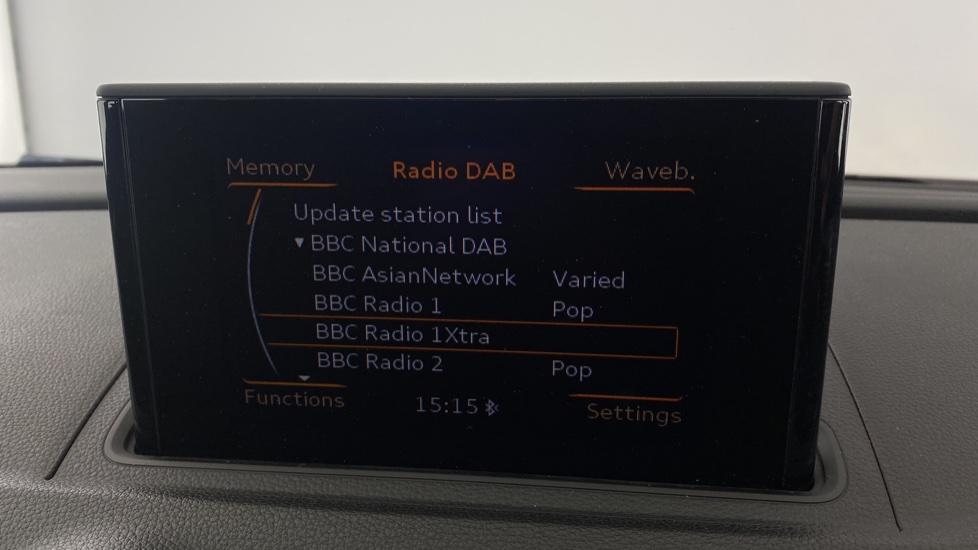 Memory Radio DAB Waveb.
Update station list
▼ BBC National DAB
BBC AsianNetwork Varied
BBC Radio 1 Pop
BBC Radio 1Xtra
BBC Radio 2 Pop
Functions 15:15 Settings